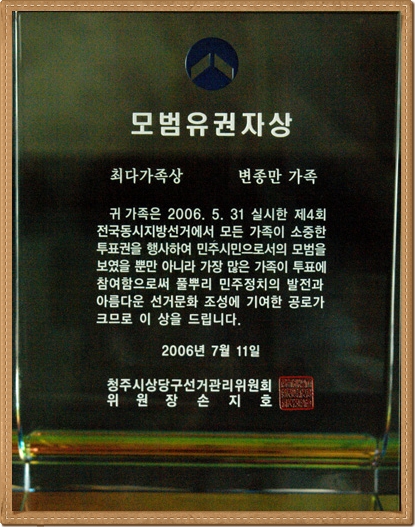 모범유권자상
최다가족상 변종만 가족
귀 가족은 2006. 5. 31 실시한 제4회
전국동시지방선거에서 모든 가족이 소중한
투표권을 행사하여 민주시민으로서의 모범을
보였을 뿐만 아니라 가장 많은 가족이 투표에
참여함으로써 풀뿌리 민주정치의 발전과
아름다운 선거문화 조성에 기여한 공로가
크므로 이 상을 드립니다.
2006년 7월 11일
청주시상당구선거관리위원회
위 원 장 손 지 호